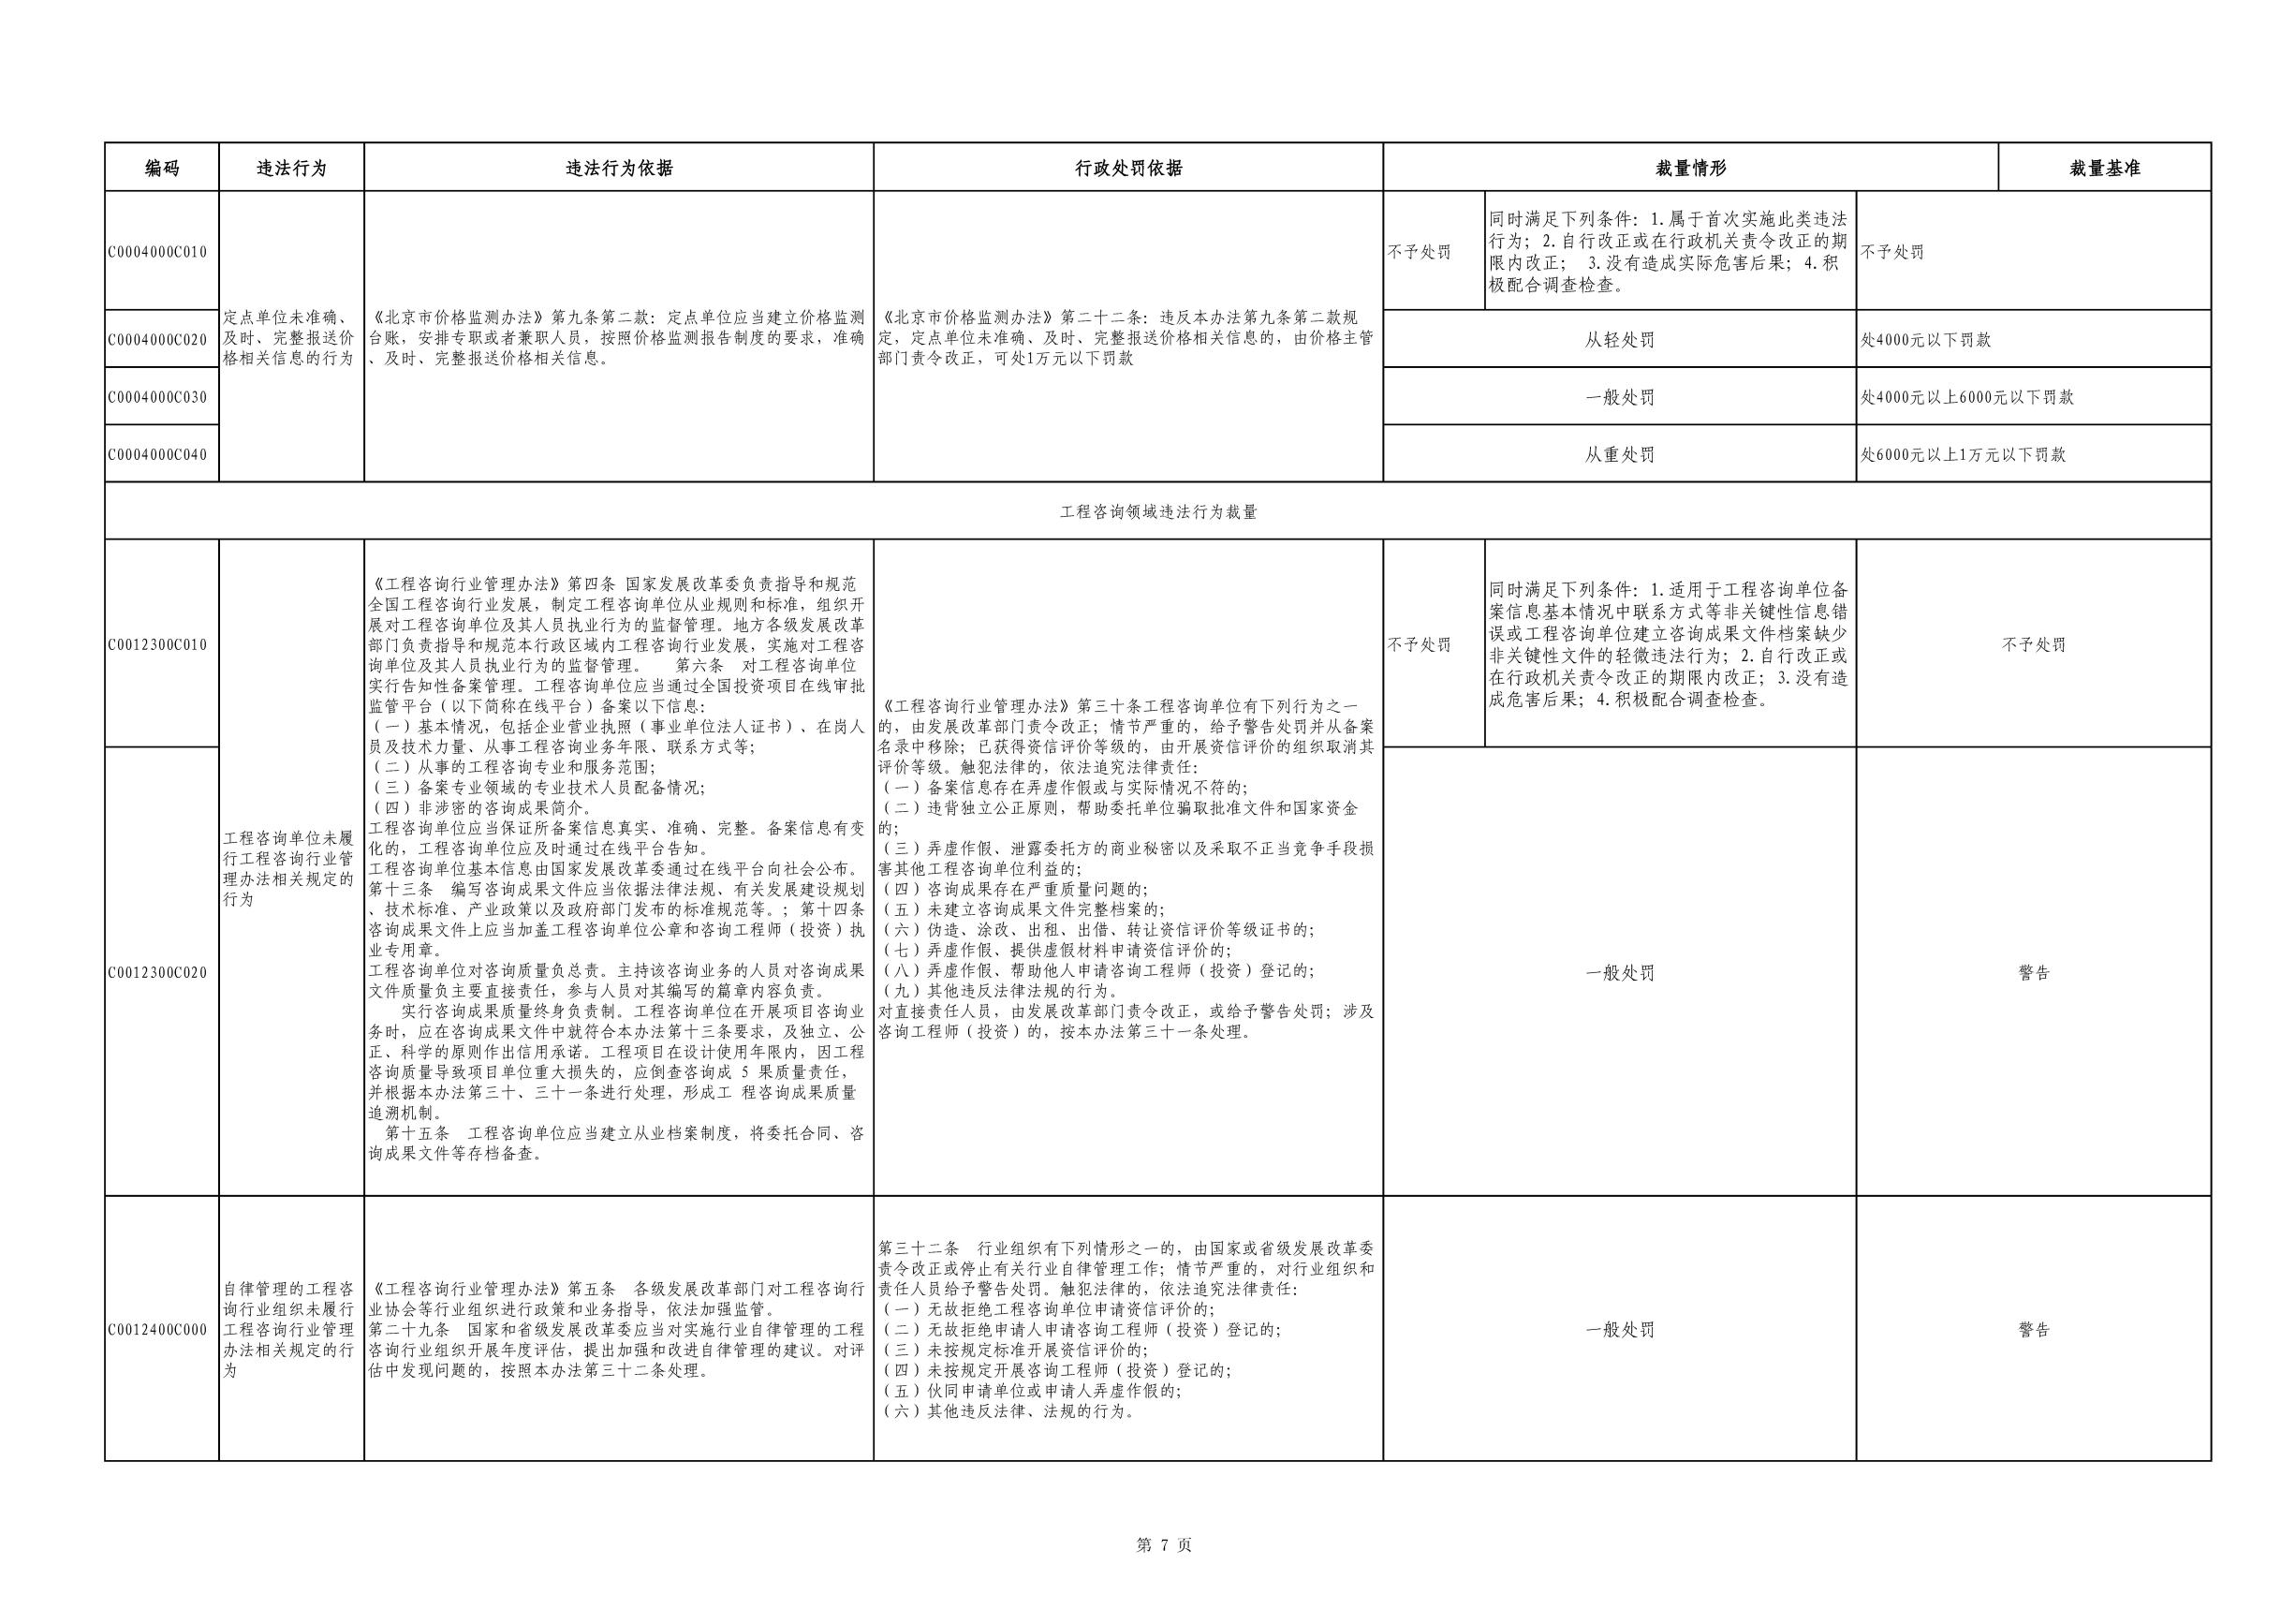 编码 违法行为 违法行为依据 行政处罚依据 裁量情形 裁量基准
C0004000C010
C0004000C020
C0004000C030
C0004000C040
定点单位未准确、
及时、完整报送价
格相关信息的行为
《北京市价格监测办法》第九条第二款：定点单位应当建立价格监测
台账，安排专职或者兼职人员，按照价格监测报告制度的要求，准确
、及时、完整报送价格相关信息。
《北京市价格监测办法》第二十二条：违反本办法第九条第二款规
定，定点单位未准确、及时、完整报送价格相关信息的，由价格主管
部门责令改正，可处1万元以下罚款
不予处罚
同时满足下列条件：1.属于首次实施此类违法
行为；2.自行改正或在行政机关责令改正的期
限内改正； 3.没有造成实际危害后果；4.积
极配合调查检查。
不予处罚
从轻处罚
处4000元以下罚款
一般处罚
处4000元以上6000元以下罚款
从重处罚
处6000元以上1万元以下罚款
工程咨询领域违法行为裁量
C0012300C010
C0012300C020
工程咨询单位未履
行工程咨询行业管
理办法相关规定的
行为
《工程咨询行业管理办法》第四条 国家发展改革委负责指导和规范
全国工程咨询行业发展，制定工程咨询单位从业规则和标准，组织开
展对工程咨询单位及其人员执业行为的监督管理。地方各级发展改革
部门负责指导和规范本行政区域内工程咨询行业发展，实施对工程咨
询单位及其人员执业行为的监督管理。　　第六条　对工程咨询单位
实行告知性备案管理。工程咨询单位应当通过全国投资项目在线审批
监管平台（以下简称在线平台）备案以下信息：
（一）基本情况，包括企业营业执照（事业单位法人证书）、在岗人
员及技术力量、从事工程咨询业务年限、联系方式等；
（二）从事的工程咨询专业和服务范围；
（三）备案专业领域的专业技术人员配备情况；
（四）非涉密的咨询成果简介。
工程咨询单位应当保证所备案信息真实、准确、完整。备案信息有变
化的，工程咨询单位应及时通过在线平台告知。
工程咨询单位基本信息由国家发展改革委通过在线平台向社会公布。
第十三条　编写咨询成果文件应当依据法律法规、有关发展建设规划
、技术标准、产业政策以及政府部门发布的标准规范等。；第十四条
咨询成果文件上应当加盖工程咨询单位公章和咨询工程师（投资）执
业专用章。
工程咨询单位对咨询质量负总责。主持该咨询业务的人员对咨询成果
文件质量负主要直接责任，参与人员对其编写的篇章内容负责。
　　实行咨询成果质量终身负责制。工程咨询单位在开展项目咨询业
务时，应在咨询成果文件中就符合本办法第十三条要求，及独立、公
正、科学的原则作出信用承诺。工程项目在设计使用年限内，因工程
咨询质量导致项目单位重大损失的，应倒查咨询成 5 果质量责任，
并根据本办法第三十、三十一条进行处理，形成工 程咨询成果质量
追溯机制。
　第十五条　工程咨询单位应当建立从业档案制度，将委托合同、咨
询成果文件等存档备查。
《工程咨询行业管理办法》第三十条工程咨询单位有下列行为之一
的，由发展改革部门责令改正；情节严重的，给予警告处罚并从备案
名录中移除；已获得资信评价等级的，由开展资信评价的组织取消其
评价等级。触犯法律的，依法追究法律责任：
（一）备案信息存在弄虚作假或与实际情况不符的；
（二）违背独立公正原则，帮助委托单位骗取批准文件和国家资金
的；
（三）弄虚作假、泄露委托方的商业秘密以及采取不正当竞争手段损
害其他工程咨询单位利益的；
（四）咨询成果存在严重质量问题的；
（五）未建立咨询成果文件完整档案的；
（六）伪造、涂改、出租、出借、转让资信评价等级证书的；
（七）弄虚作假、提供虚假材料申请资信评价的；
（八）弄虚作假、帮助他人申请咨询工程师（投资）登记的；
（九）其他违反法律法规的行为。
对直接责任人员，由发展改革部门责令改正，或给予警告处罚；涉及
咨询工程师（投资）的，按本办法第三十一条处理。
不予处罚
同时满足下列条件：1.适用于工程咨询单位备
案信息基本情况中联系方式等非关键性信息错
误或工程咨询单位建立咨询成果文件档案缺少
非关键性文件的轻微违法行为；2.自行改正或
在行政机关责令改正的期限内改正；3.没有造
成危害后果；4.积极配合调查检查。
不予处罚
一般处罚
警告
C0012400C000
自律管理的工程咨
询行业组织未履行
工程咨询行业管理
办法相关规定的行
为
《工程咨询行业管理办法》第五条　各级发展改革部门对工程咨询行
业协会等行业组织进行政策和业务指导，依法加强监管。
第二十九条　国家和省级发展改革委应当对实施行业自律管理的工程
咨询行业组织开展年度评估，提出加强和改进自律管理的建议。对评
估中发现问题的，按照本办法第三十二条处理。
第三十二条　行业组织有下列情形之一的，由国家或省级发展改革委
责令改正或停止有关行业自律管理工作；情节严重的，对行业组织和
责任人员给予警告处罚。触犯法律的，依法追究法律责任：
（一）无故拒绝工程咨询单位申请资信评价的；
（二）无故拒绝申请人申请咨询工程师（投资）登记的；
（三）未按规定标准开展资信评价的；
（四）未按规定开展咨询工程师（投资）登记的；
（五）伙同申请单位或申请人弄虚作假的；
（六）其他违反法律、法规的行为。
一般处罚
警告
第 7 页